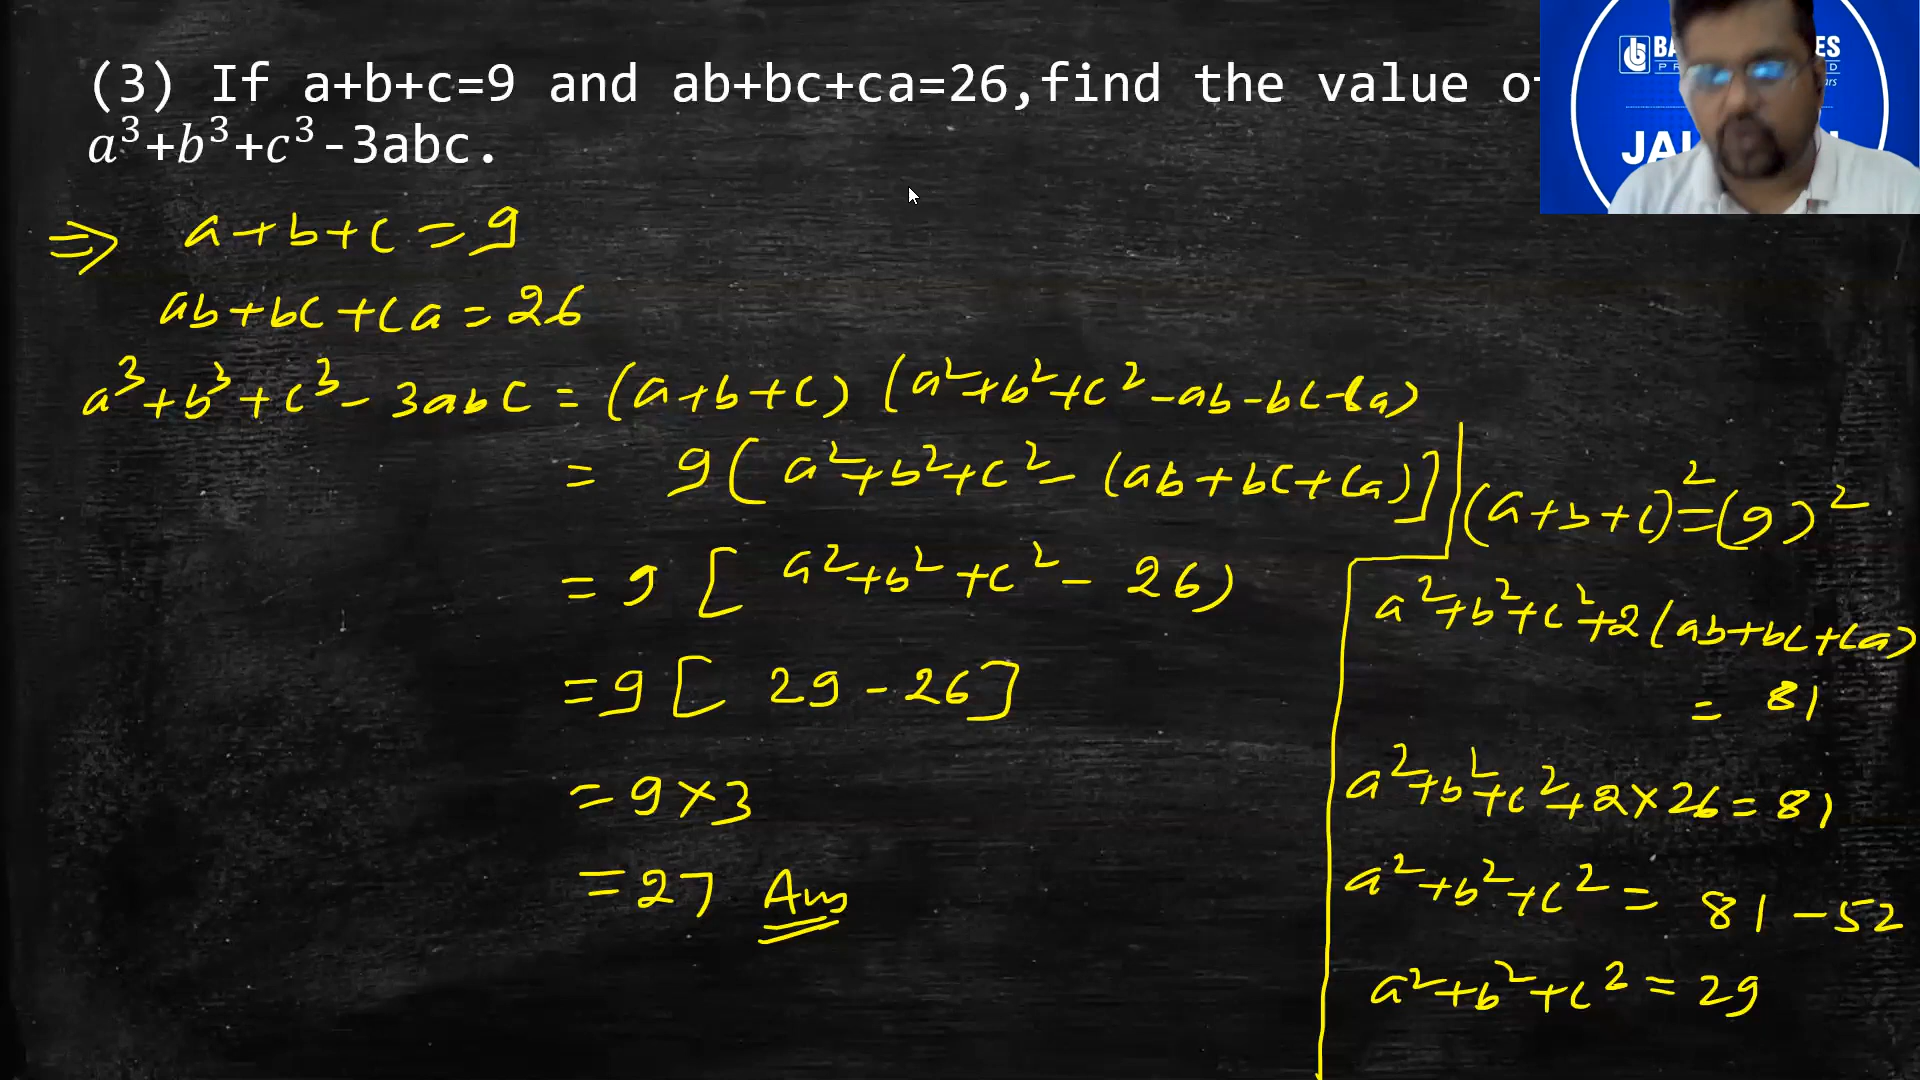 (3) If a+b+c=9 and ab+bc+ca=26,find the value
a³+b³+c³-3abc.
⇒ a+b+c=9
ab+bc+ca=26
a³+b³+c³-3abc = (a+b+c) (a²+b²+c²-ab-bc-ca)
= 9( a²+b²+c²- (ab+bc+ca)]
= 9 [ a²+b²+c²- 26)
=9 [ 29-26]
=9×3
=27 Ans
(a+b+c)²=(9)²
a²+b²+c²+2(ab+bc+ca)
= 81
a²+b²+c²+2×26=81
a²+b²+c²= 81-52
a²+b²+c²=29